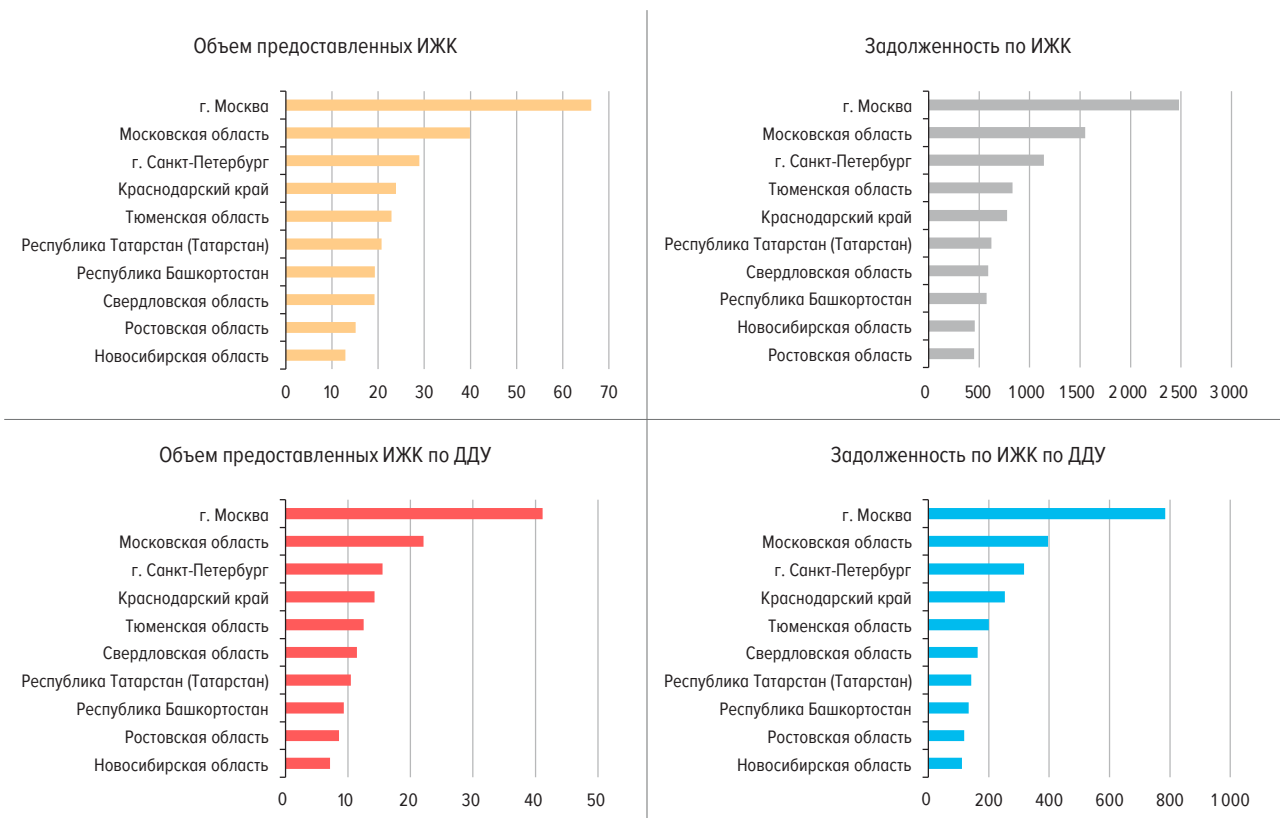 Объем предоставленных ИЖК
г. Москва
Московская область
г. Санкт-Петербург
Краснодарский край
Тюменская область
Республика Татарстан (Татарстан)
Республика Башкортостан
Свердловская область
Ростовская область
Новосибирская область
0 10 20 30 40 50 60 70
Задолженность по ИЖК
г. Москва
Московская область
г. Санкт-Петербург
Тюменская область
Краснодарский край
Республика Татарстан (Татарстан)
Свердловская область
Республика Башкортостан
Новосибирская область
Ростовская область
0 500 1 000 1 500 2 000 2 500 3 000
Объем предоставленных ИЖК по ДДУ
г. Москва
Московская область
г. Санкт-Петербург
Краснодарский край
Тюменская область
Свердловская область
Республика Татарстан (Татарстан)
Республика Башкортостан
Ростовская область
Новосибирская область
0 10 20 30 40 50
Задолженность по ИЖК по ДДУ
г. Москва
Московская область
г. Санкт-Петербург
Краснодарский край
Тюменская область
Свердловская область
Республика Татарстан (Татарстан)
Республика Башкортостан
Ростовская область
Новосибирская область
0 200 400 600 800 1 000